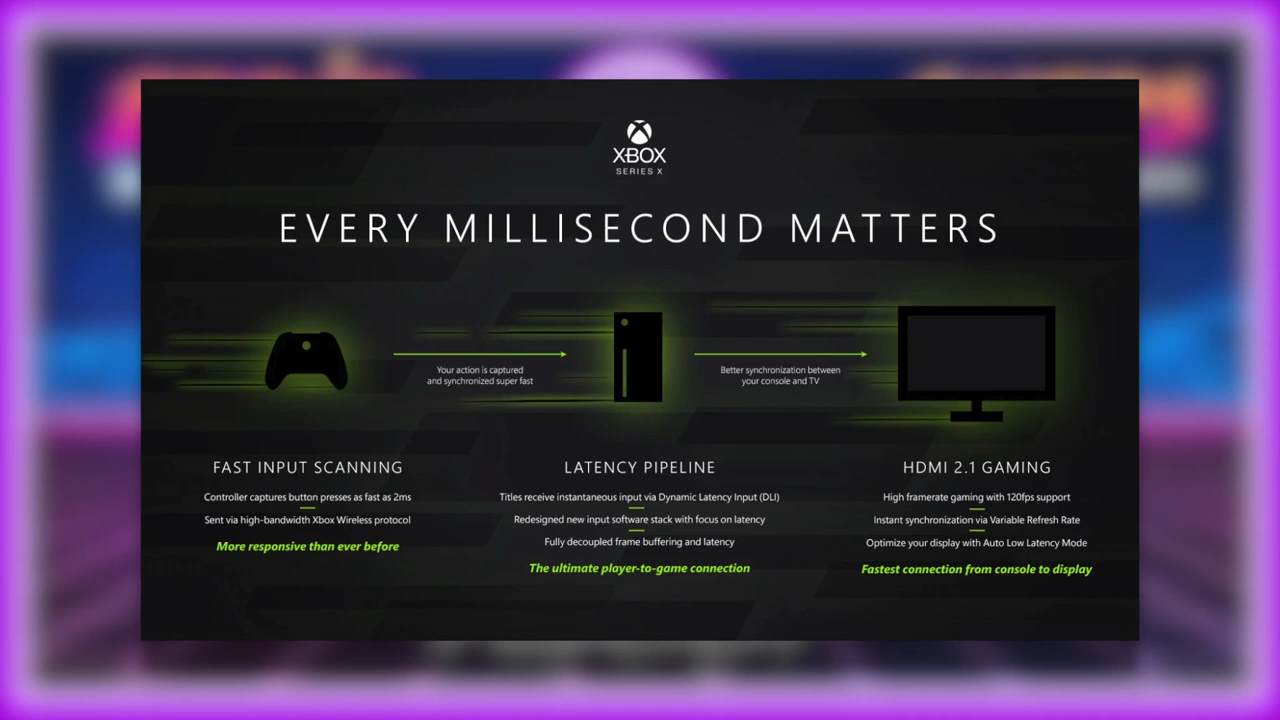 XBOX
SERIES X
EVERY MILLISECOND MATTERS
Your action is captured
and synchronized super fast
Better synchronization between
your console and TV
FAST INPUT SCANNING
Controller captures button presses as fast as 2ms
Sent via high-bandwidth Xbox Wireless protocol
More responsive than ever before
LATENCY PIPELINE
Titles receive instantaneous input via Dynamic Latency Input (DLI)
Redesigned new input software stack with focus on latency
Fully decoupled frame buffering and latency
The ultimate player-to-game connection
HDMI 2.1 GAMING
High framerate gaming with 120fps support
Instant synchronization via Variable Refresh Rate
Optimize your display with Auto Low Latency Mode
Fastest connection from console to display